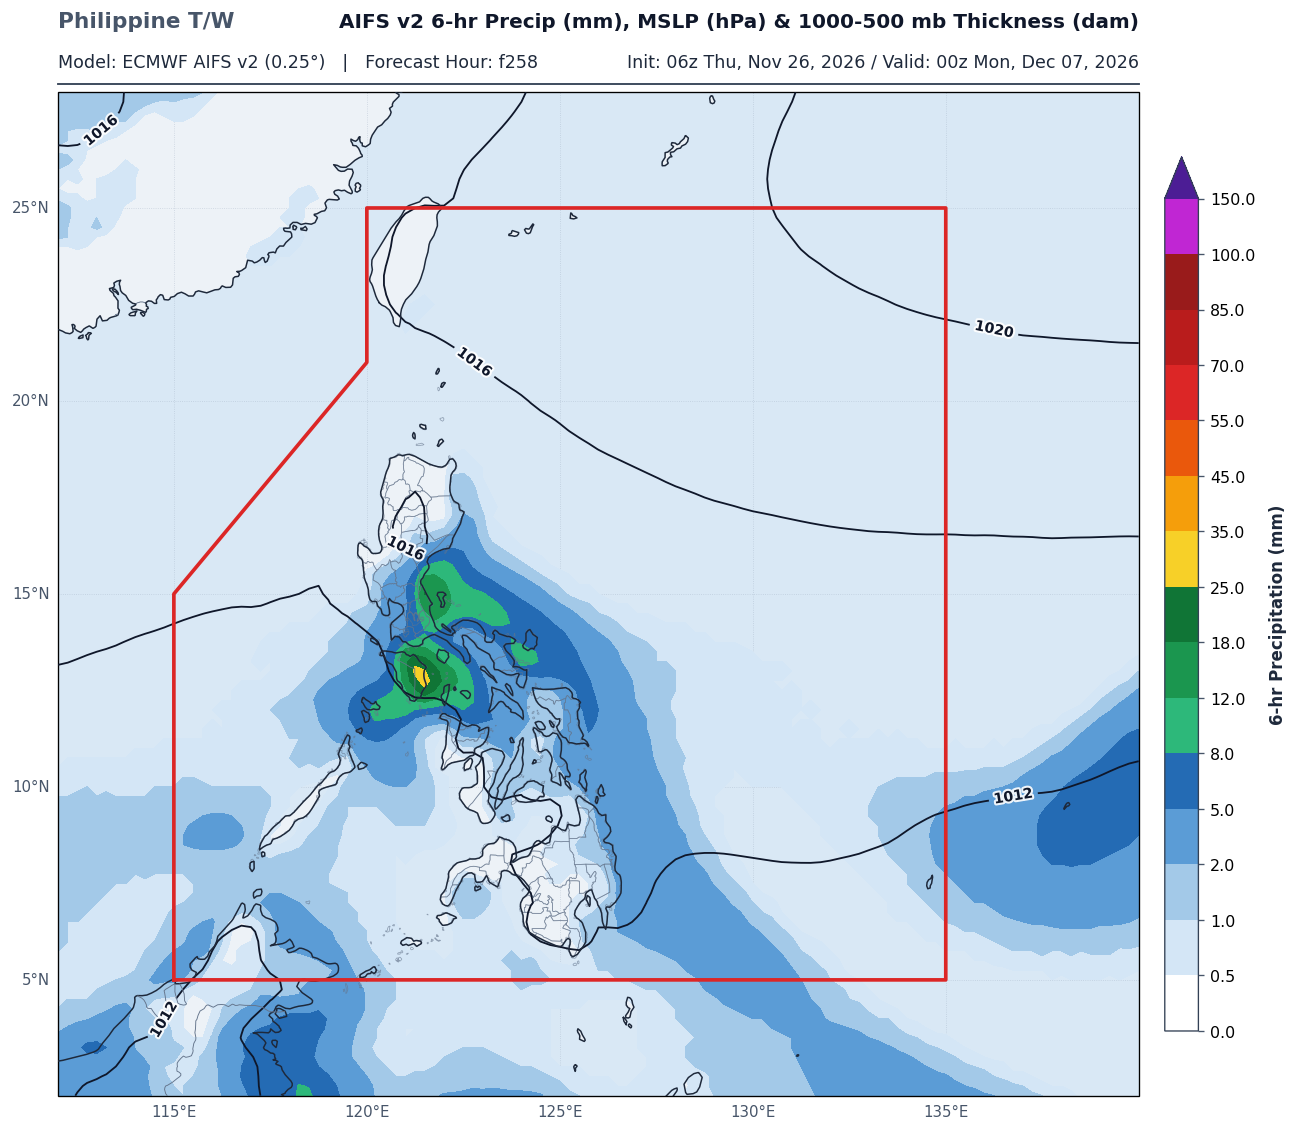 Philippine T/W
AIFS v2 6-hr Precip (mm), MSLP (hPa) & 1000-500 mb Thickness (dam)
Model: ECMWF AIFS v2 (0.25°) | Forecast Hour: f258
Init: 06z Thu, Nov 26, 2026 / Valid: 00z Mon, Dec 07, 2026
1016
25°N
1020
1016
20°N
1016
15°N
10°N
1012
5°N
1012
115°E
120°E
125°E
130°E
135°E
150.0
100.0
85.0
70.0
55.0
45.0
35.0
25.0
18.0
12.0
8.0
5.0
2.0
1.0
0.5
0.0
6-hr Precipitation (mm)